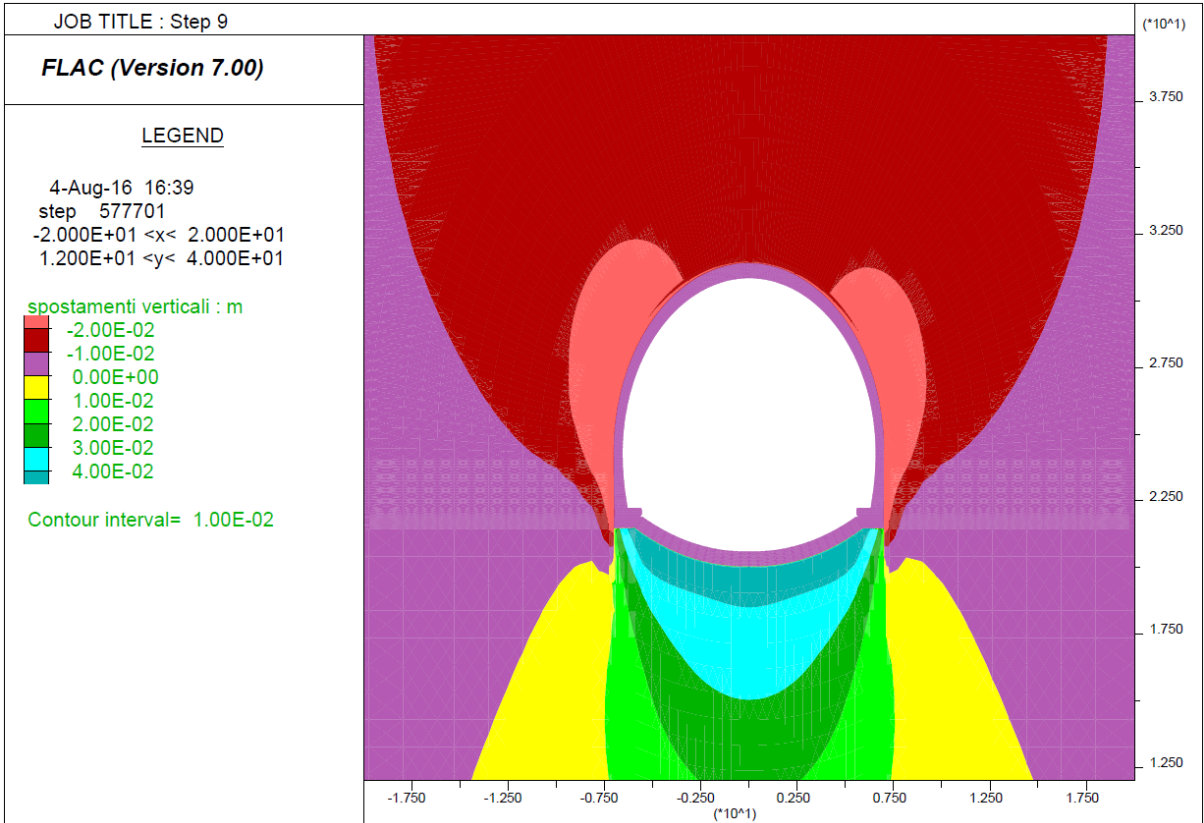 JOB TITLE : Step 9
(*10^1)
FLAC (Version 7.00)
LEGEND
4-Aug-16 16:39
step 577701
-2.000E+01 <x< 2.000E+01
1.200E+01 <y< 4.000E+01
spostamenti verticali : m
-2.00E-02
-1.00E-02
0.00E+00
1.00E-02
2.00E-02
3.00E-02
4.00E-02
Contour interval= 1.00E-02
3.750
3.250
2.750
2.250
1.750
1.250
-1.750 -1.250 -0.750 -0.250 0.250 0.750 1.250 1.750
(*10^1)